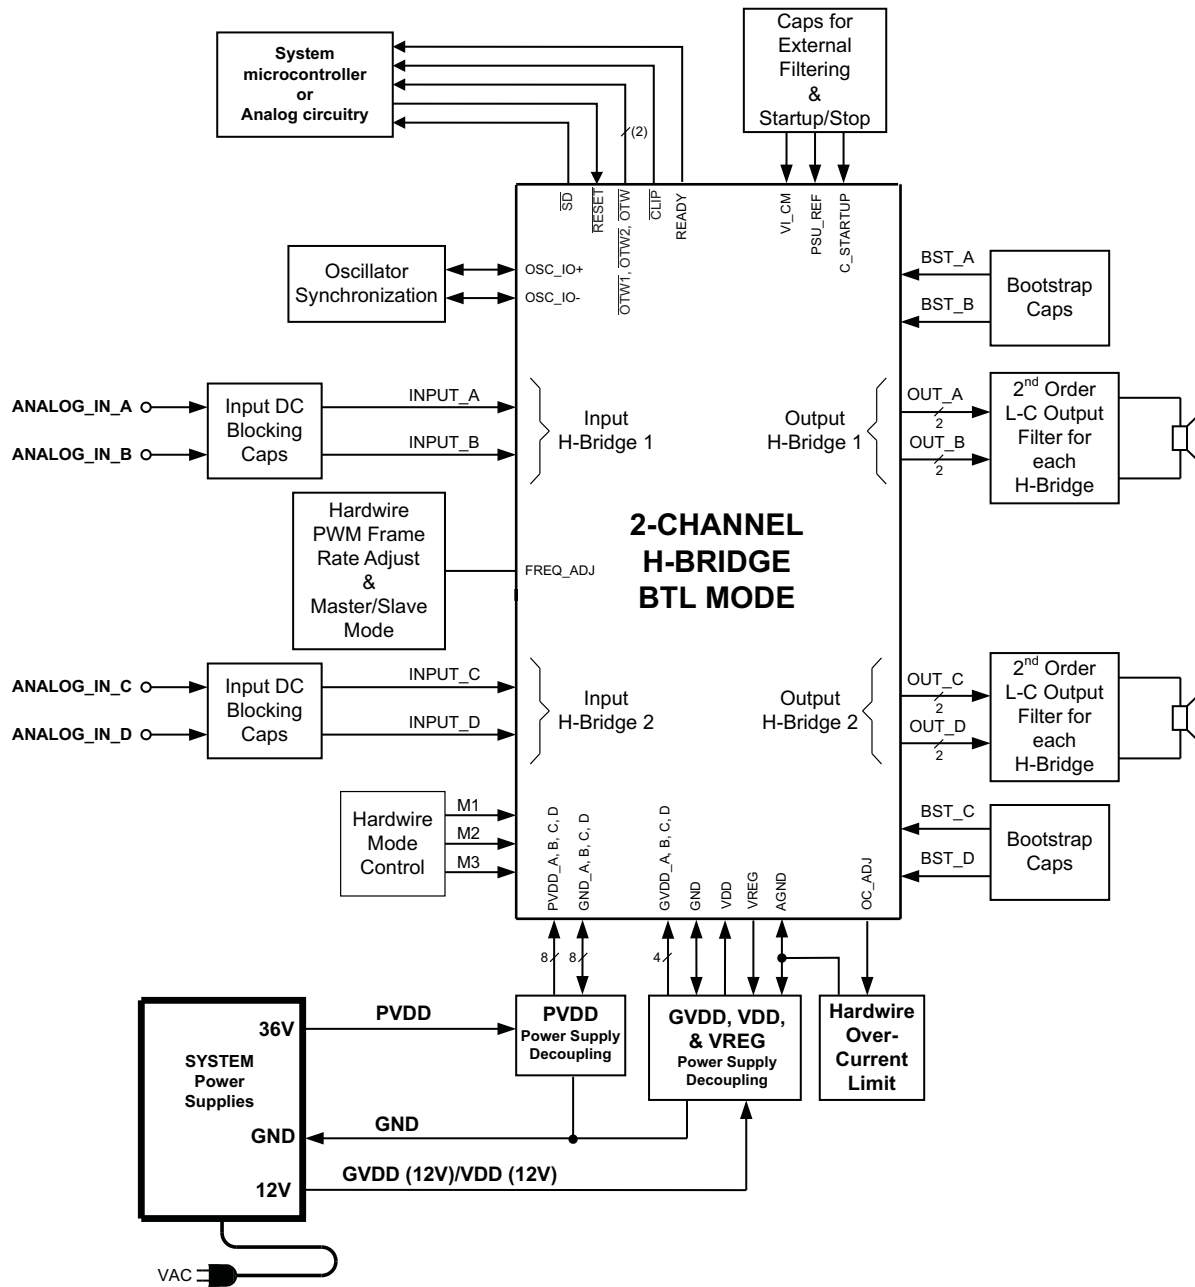 System
microcontroller
or
Analog circuitry
Caps for
External
Filtering
&
Startup/Stop
(2)
SD
RESET
OTW1, OTW2, OTW
CLIP
READY
VI_CM
PSU_REF
C_STARTUP
Oscillator
Synchronization
OSC_IO+
OSC_IO-
BST_A
BST_B
Bootstrap
Caps
ANALOG_IN_A
ANALOG_IN_B
Input DC
Blocking
Caps
INPUT_A
INPUT_B
Input
H-Bridge 1
Output
H-Bridge 1
OUT_A
2
OUT_B
2
2nd Order
L-C Output
Filter for
each
H-Bridge
Hardwire
PWM Frame
Rate Adjust
&
Master/Slave
Mode
FREQ_ADJ
2-CHANNEL
H-BRIDGE
BTL MODE
ANALOG_IN_C
ANALOG_IN_D
Input DC
Blocking
Caps
INPUT_C
INPUT_D
Input
H-Bridge 2
Output
H-Bridge 2
OUT_C
2
OUT_D
2
2nd Order
L-C Output
Filter for
each
H-Bridge
Hardwire
Mode
Control
M1
M2
M3
PVDD_A, B, C, D
GND_A, B, C, D
GVDD_A, B, C, D
GND
VDD
VREG
AGND
OC_ADJ
BST_C
BST_D
Bootstrap
Caps
8
8
4
PVDD
Power Supply
Decoupling
GVDD, VDD,
& VREG
Power Supply
Decoupling
Hardwire
Over-
Current
Limit
36V
SYSTEM
Power
Supplies
GND
12V
PVDD
GND
GVDD (12V)/VDD (12V)
VAC